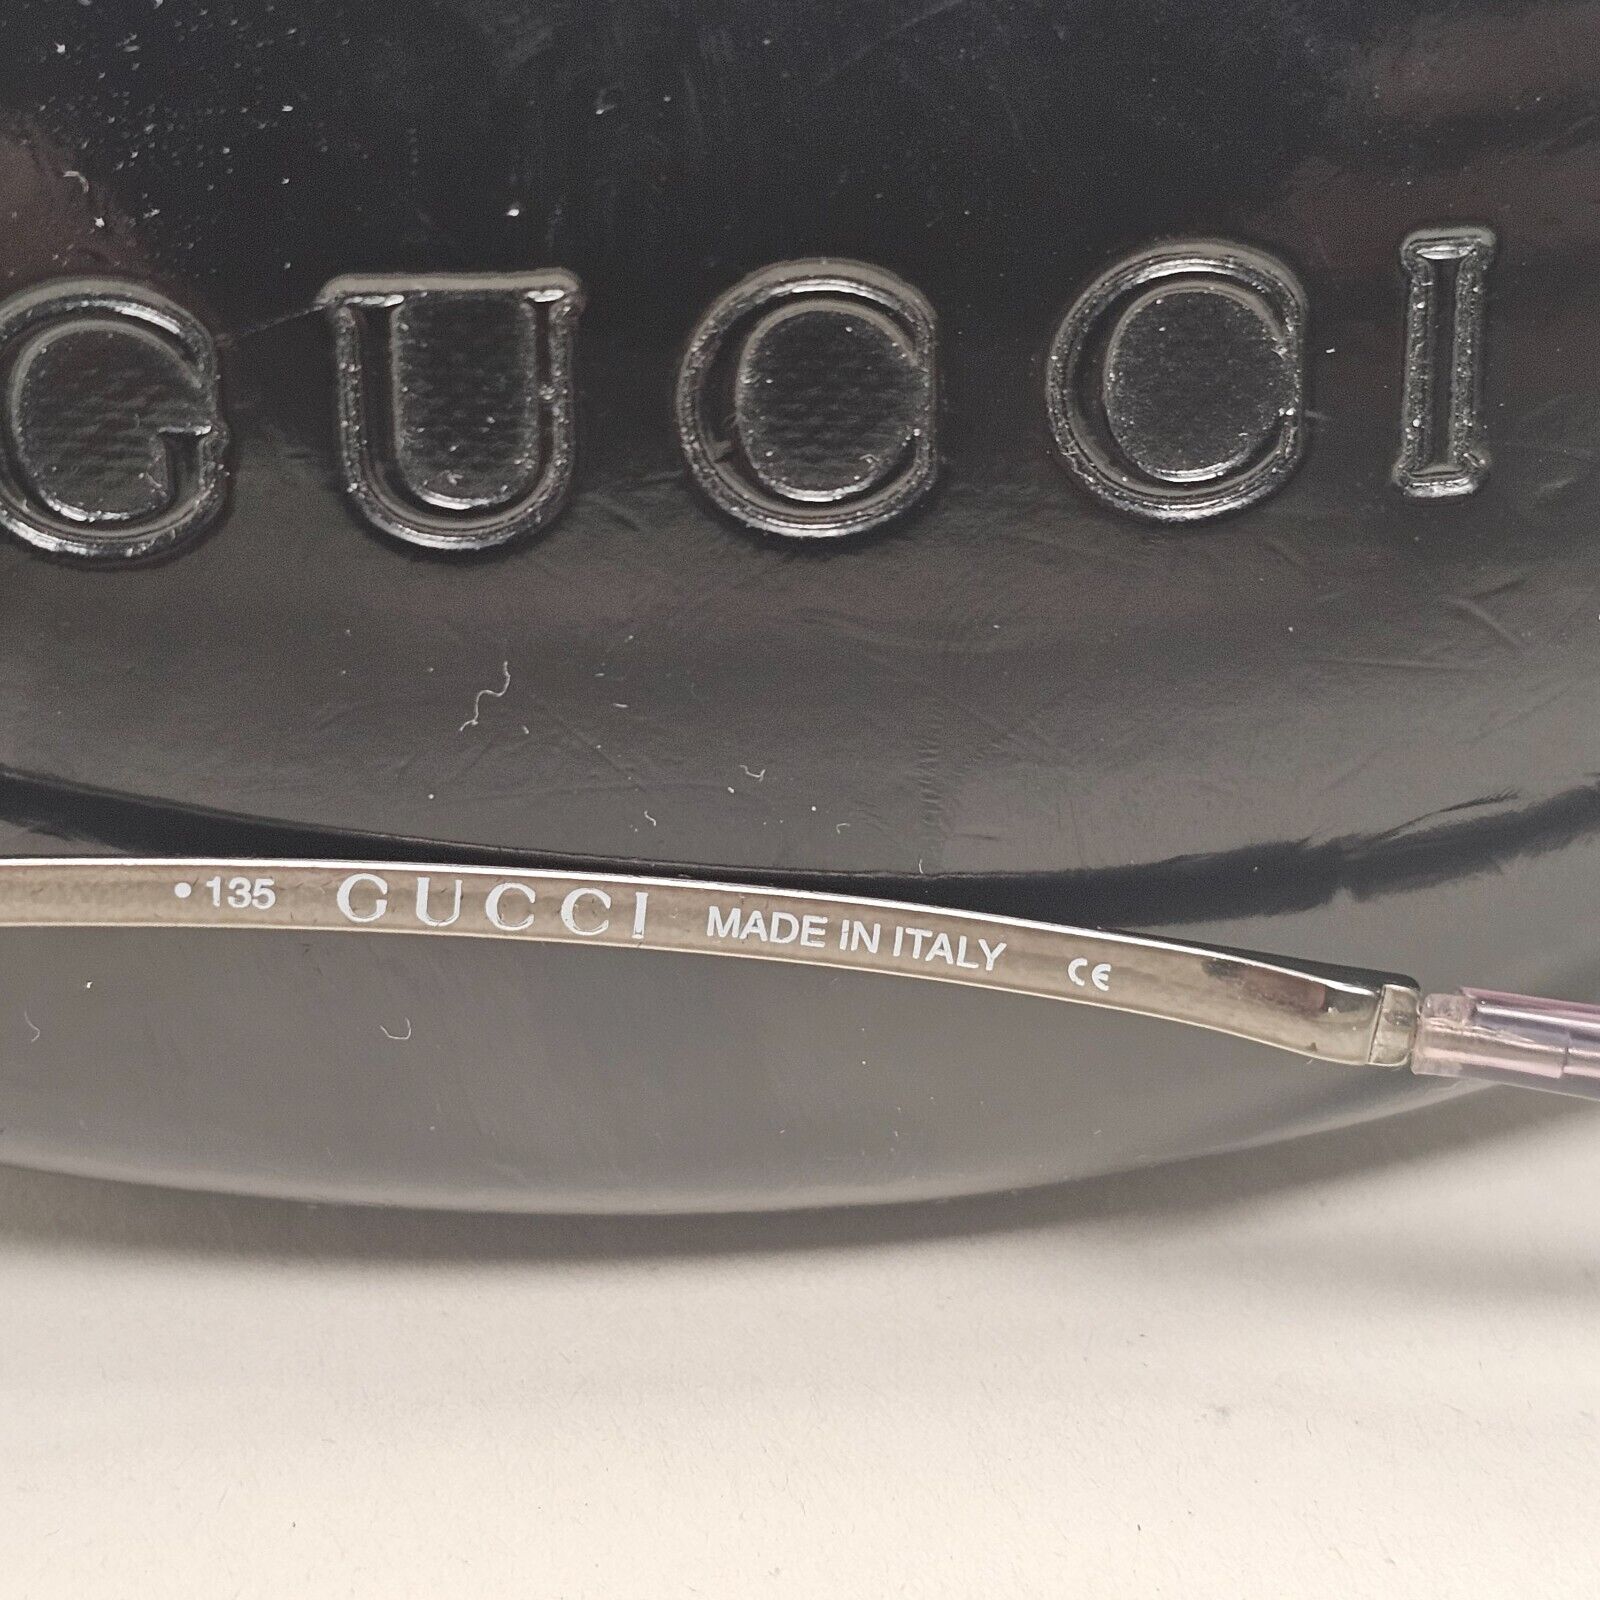 GUCCI
• 135 GUCCI MADE IN ITALY CE